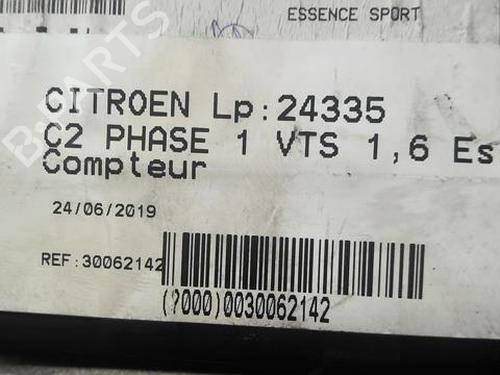 ESSENCE SPORT
CITROEN Lp:24335
C2 PHASE 1 VTS 1,6 Es
Compteur
24/06/2019
REF:30062142
(?000)0030062142
B-PARTS